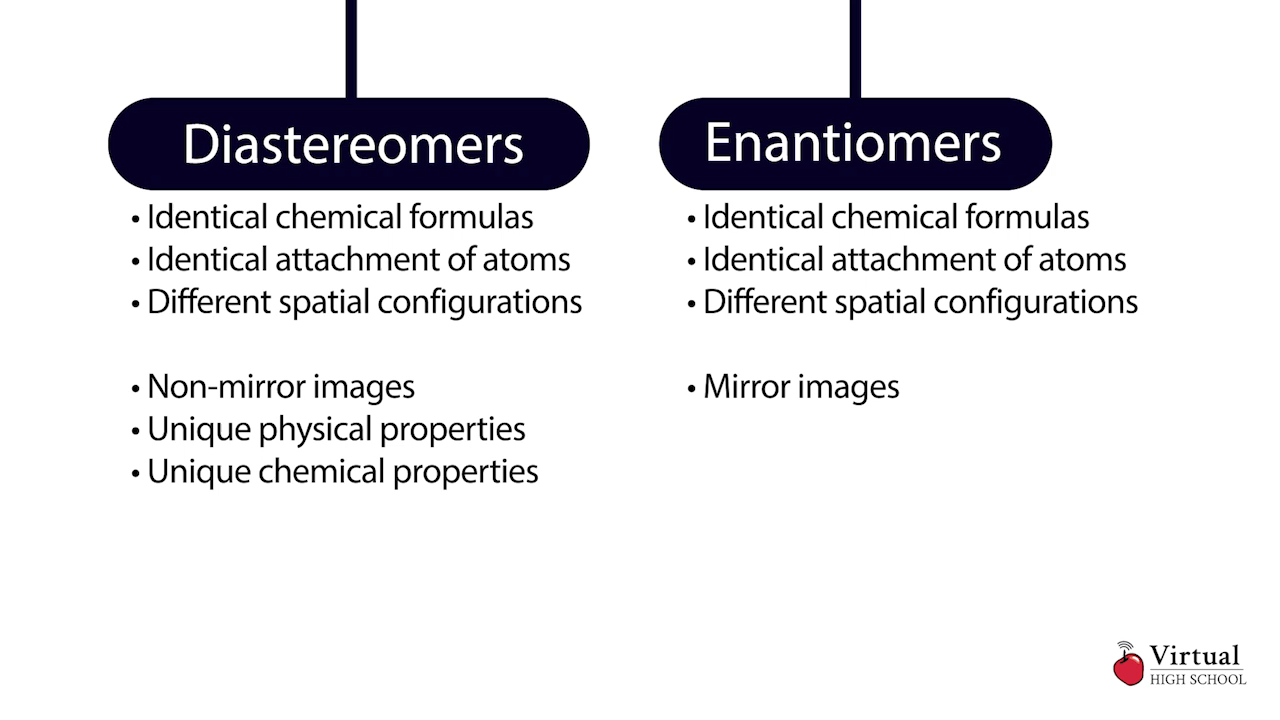 Diastereomers
• Identical chemical formulas
• Identical attachment of atoms
• Different spatial configurations
• Non-mirror images
• Unique physical properties
• Unique chemical properties
Enantiomers
• Identical chemical formulas
• Identical attachment of atoms
• Different spatial configurations
• Mirror images
Virtual
HIGH SCHOOL